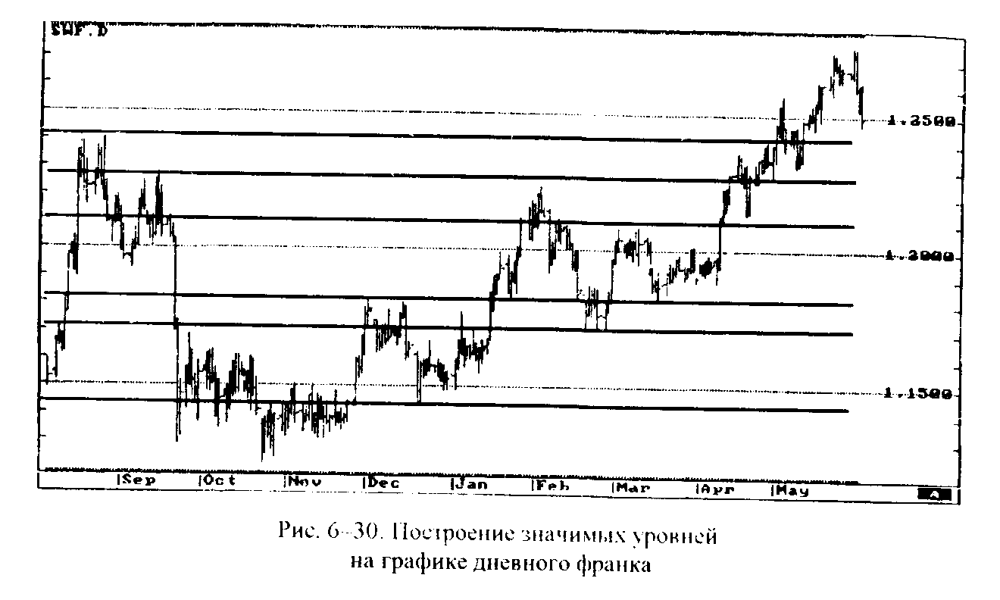 SWF.D
1.2500
1.2000
1.1500
|Sep |Oct |Nov |Dec |Jan |Feb |Mar |Apr |May A
Рис. 6–30. Построение значимых уровней
на графике дневного франка